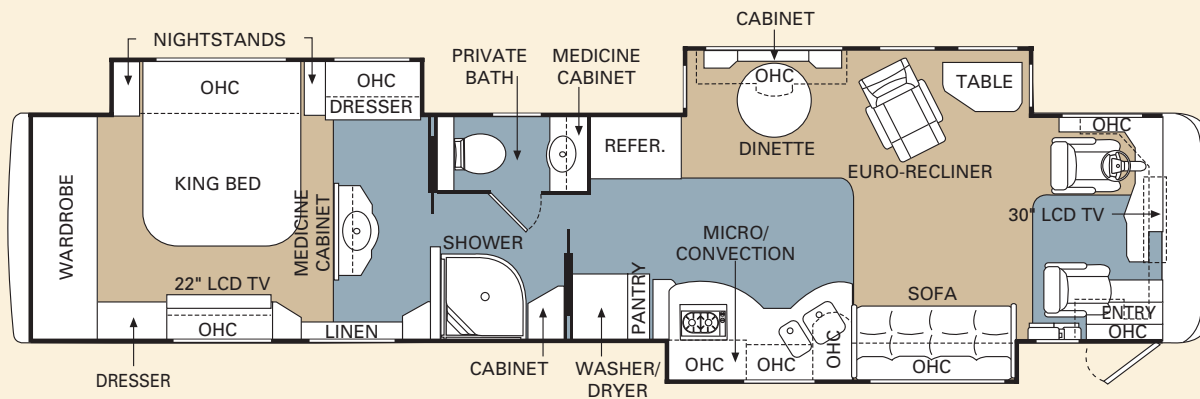 CABINET
NIGHTSTANDS
PRIVATE
BATH
MEDICINE
CABINET
OHC
OHC
DRESSER
OHC
TABLE
OHC
REFER.
DINETTE
EURO-RECLINER
KING BED
WARDROBE
MEDICINE
CABINET
30" LCD TV
SHOWER
MICRO/
CONVECTION
22" LCD TV
PANTRY
SOFA
ENTRY
OHC
LINEN
OHC
OHC
OHC
OHC
OHC
DRESSER
CABINET
WASHER/
DRYER